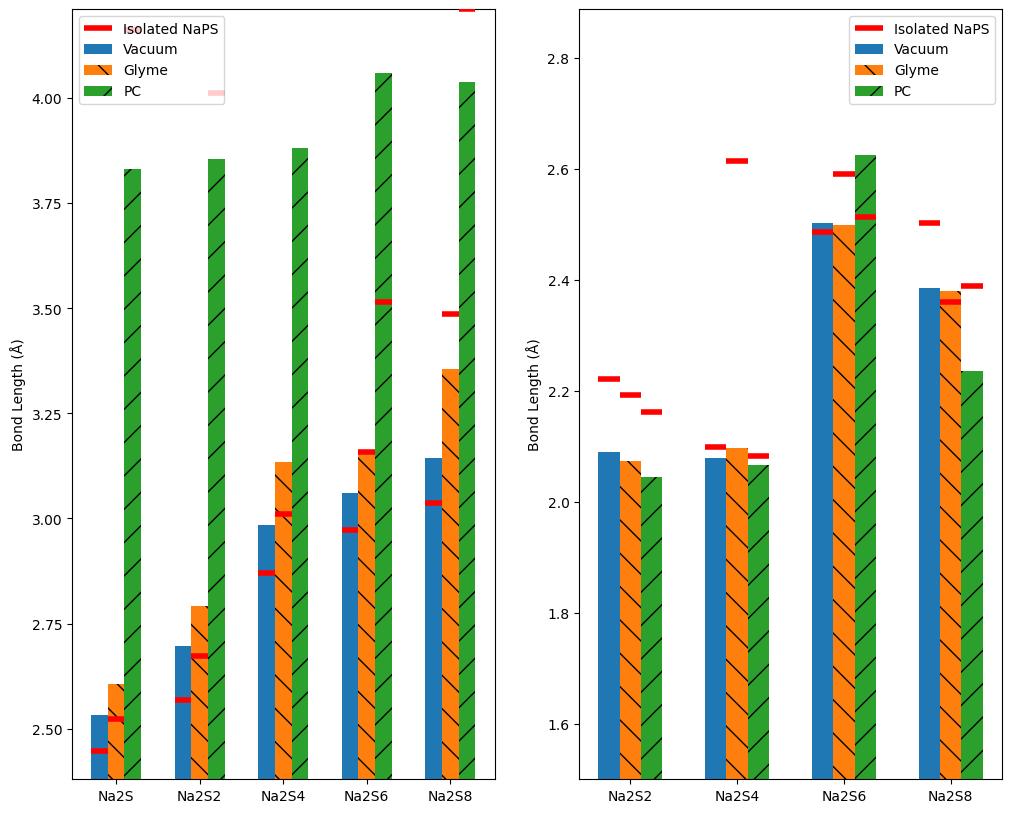 Isolated NaPS
Vacuum
Glyme
PC
Bond Length (Å)
4.00
3.75
3.50
3.25
3.00
2.75
2.50
Na2S
Na2S2
Na2S4
Na2S6
Na2S8
Isolated NaPS
Vacuum
Glyme
PC
Bond Length (Å)
2.8
2.6
2.4
2.2
2.0
1.8
1.6
Na2S2
Na2S4
Na2S6
Na2S8